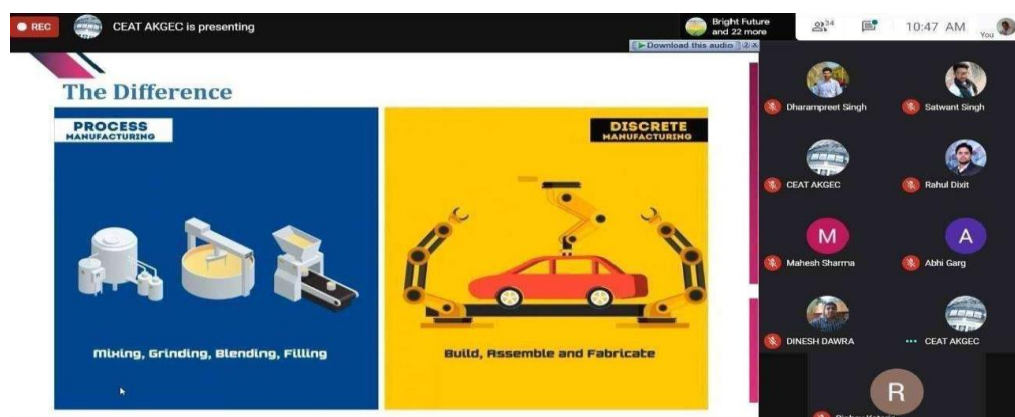 REC
CEAT AKGEC is presenting
Bright Future
and 22 more
34
10:47 AM
You
Download this audio
The Difference
PROCESS
MANUFACTURING
DISCRETE
MANUFACTURING
Mixing, Grinding, Blending, Filling
Build, Assemble and Fabricate
Dharampreet Singh
Satwant Singh
CEAT AKGEC
Rahul Dixit
M
A
Mahesh Sharma
Abhi Garg
DINESH DAWRA
CEAT AKGEC
R